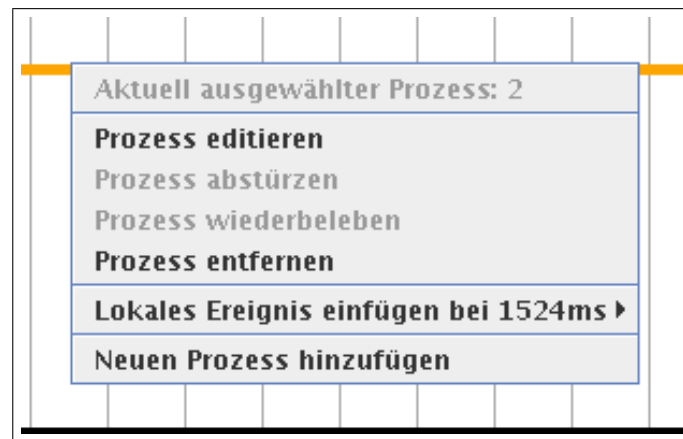 Aktuell ausgewählter Prozess: 2
Prozess editieren
Prozess abstürzen
Prozess wiederbeleben
Prozess entfernen
Lokales Ereignis einfügen bei 1524ms
Neuen Prozess hinzufügen